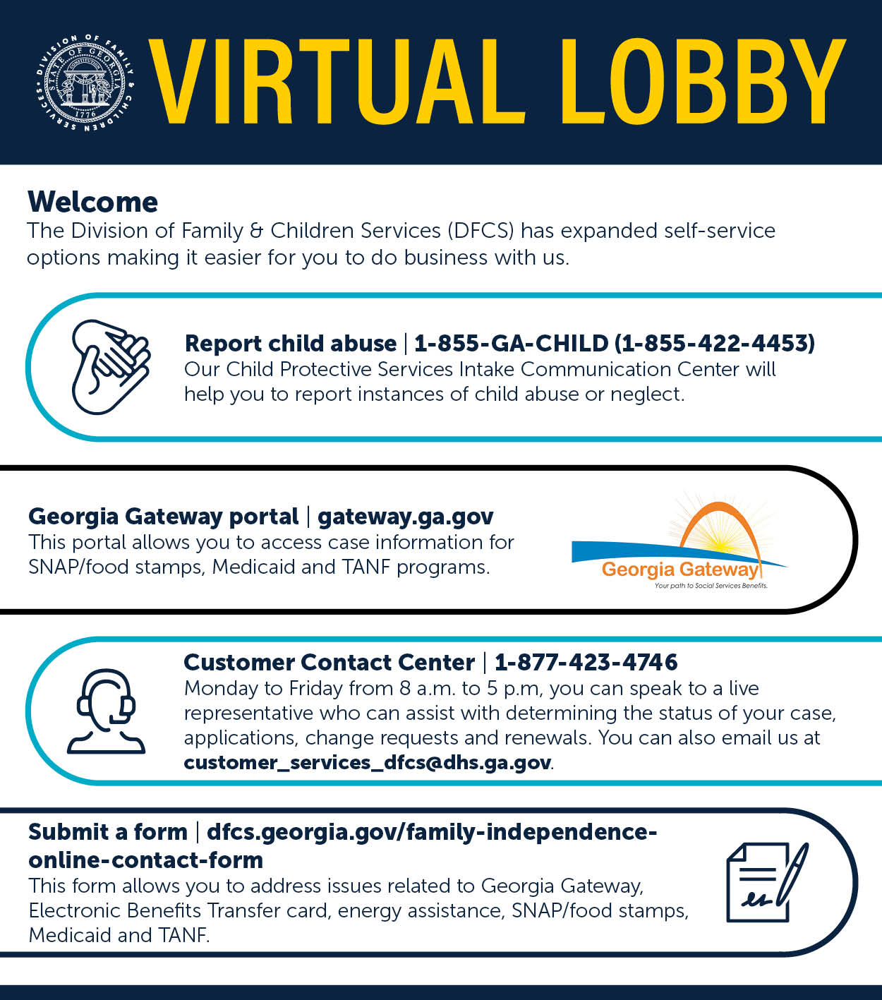 DIVISION OF FAMILY & CHILDREN SERVICES
STATE OF GEORGIA
CONSTITUTION
1776
VIRTUAL LOBBY
Welcome
The Division of Family & Children Services (DFCS) has expanded self-service
options making it easier for you to do business with us.
Report child abuse | 1-855-GA-CHILD (1-855-422-4453)
Our Child Protective Services Intake Communication Center will
help you to report instances of child abuse or neglect.
Georgia Gateway portal | gateway.ga.gov
This portal allows you to access case information for
SNAP/food stamps, Medicaid and TANF programs.
Georgia Gateway
Your path to Social Services Benefits.
Customer Contact Center | 1-877-423-4746
Monday to Friday from 8 a.m. to 5 p.m, you can speak to a live
representative who can assist with determining the status of your case,
applications, change requests and renewals. You can also email us at
customer_services_dfcs@dhs.ga.gov.
Submit a form | dfcs.georgia.gov/family-independence-
online-contact-form
This form allows you to address issues related to Georgia Gateway,
Electronic Benefits Transfer card, energy assistance, SNAP/food stamps,
Medicaid and TANF.